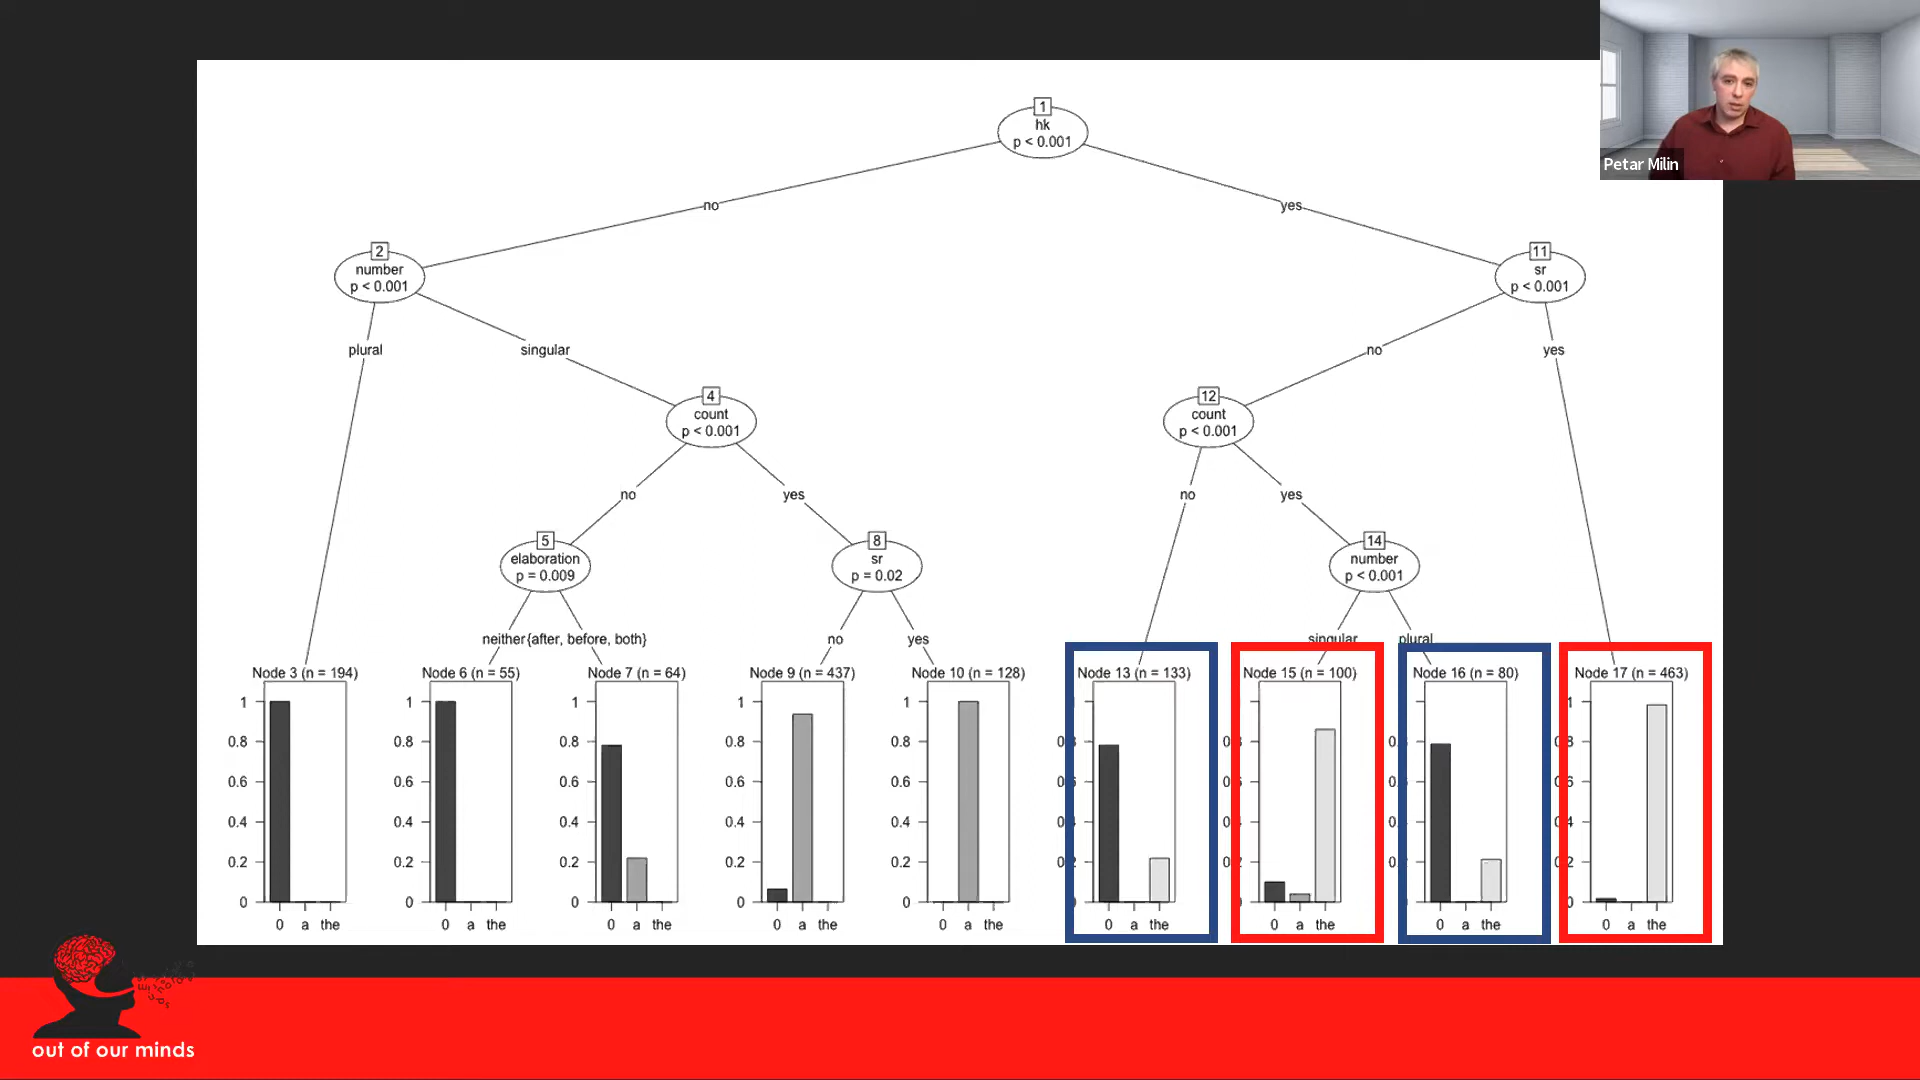 Petar Milin
1
hk
p < 0.001
no
yes
2
number
p < 0.001
11
sr
p < 0.001
plural
singular
no
yes
4
count
p < 0.001
12
count
p < 0.001
no
yes
no
yes
5
elaboration
p = 0.009
8
sr
p = 0.02
14
number
p < 0.001
neither {after, before, both}
no
yes
singular
plural
Node 3 (n = 194)
1
0.8
0.6
0.4
0.2
0
0 a the
Node 6 (n = 55)
1
0.8
0.6
0.4
0.2
0
0 a the
Node 7 (n = 64)
1
0.8
0.6
0.4
0.2
0
0 a the
Node 9 (n = 437)
1
0.8
0.6
0.4
0.2
0
0 a the
Node 10 (n = 128)
1
0.8
0.6
0.4
0.2
0
0 a the
Node 13 (n = 133)
0 a the
Node 15 (n = 100)
0 a the
Node 16 (n = 80)
0 a the
Node 17 (n = 463)
0 a the
out of our minds